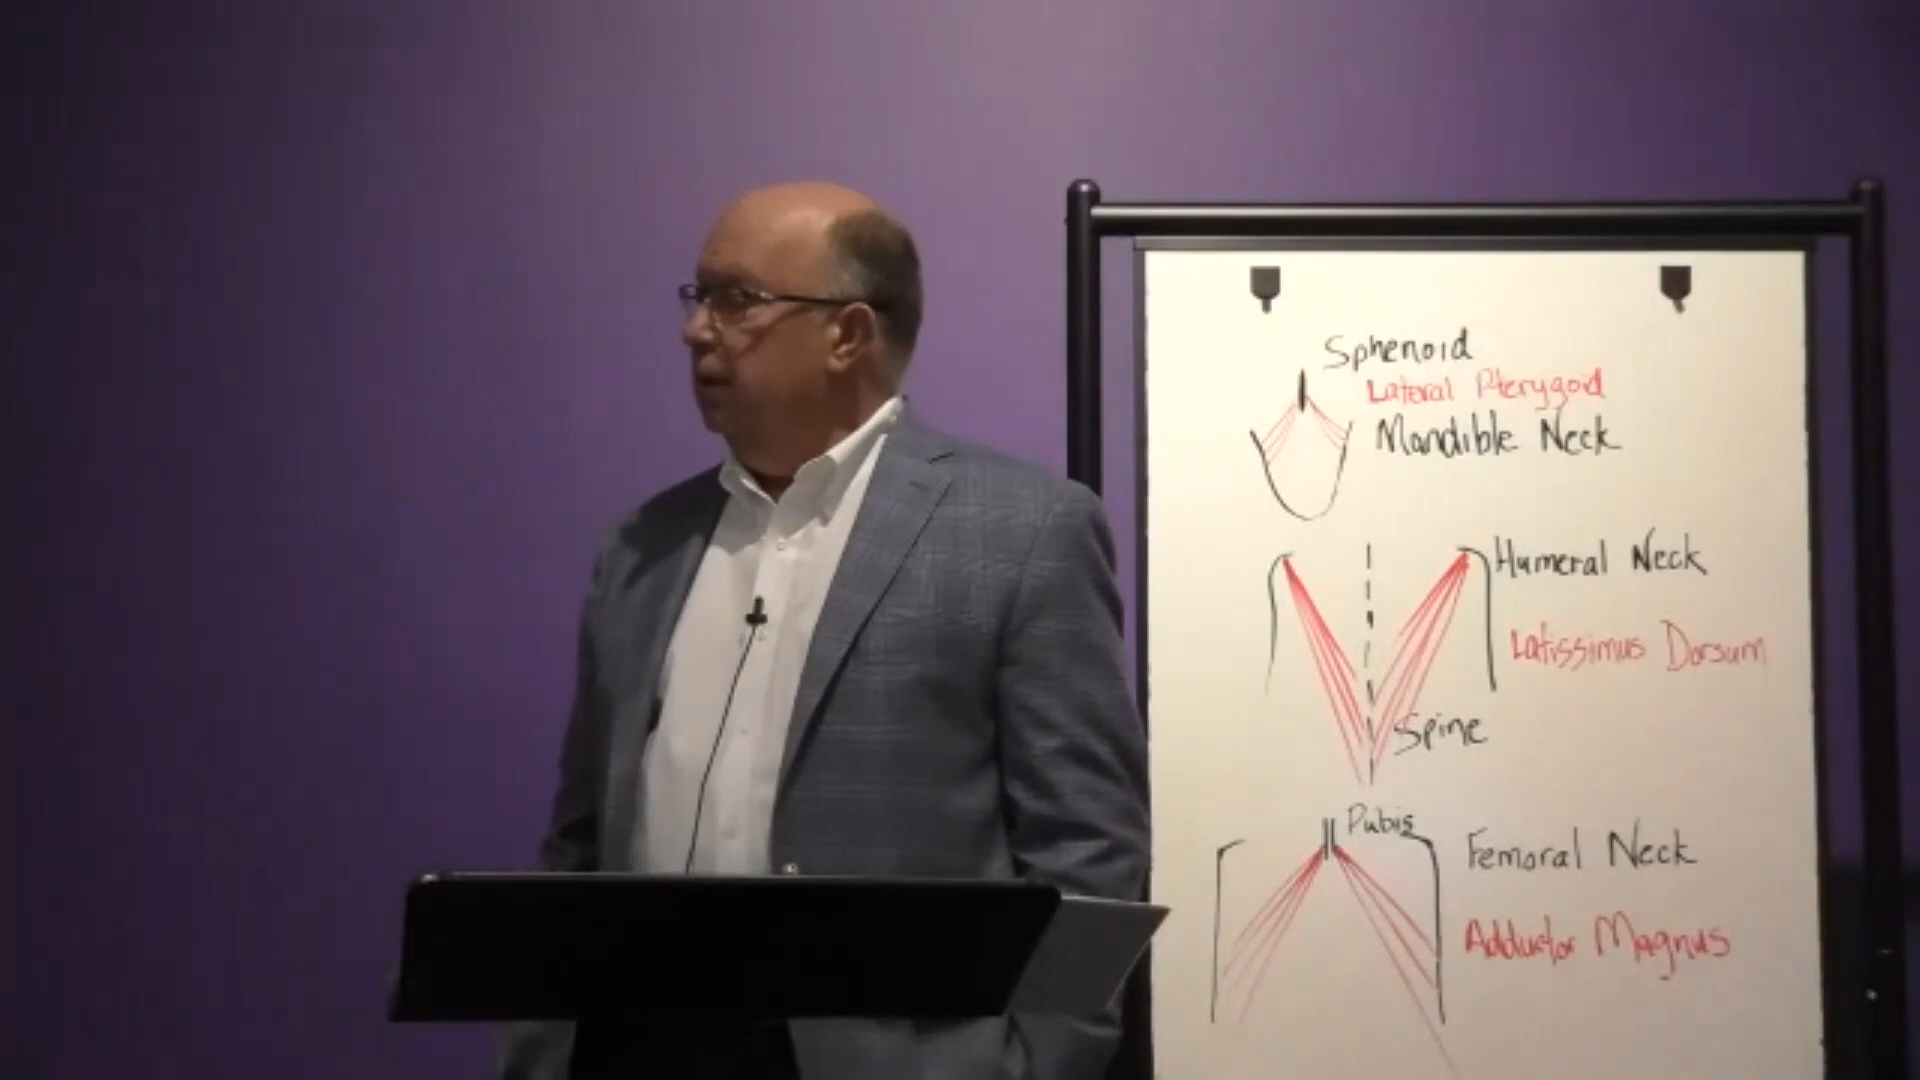 Sphenoid
Lateral Pterygoid
Mandible Neck
Humeral Neck
Latissimus Dorsum
Spine
Pubis
Femoral Neck
Adductor Magnus